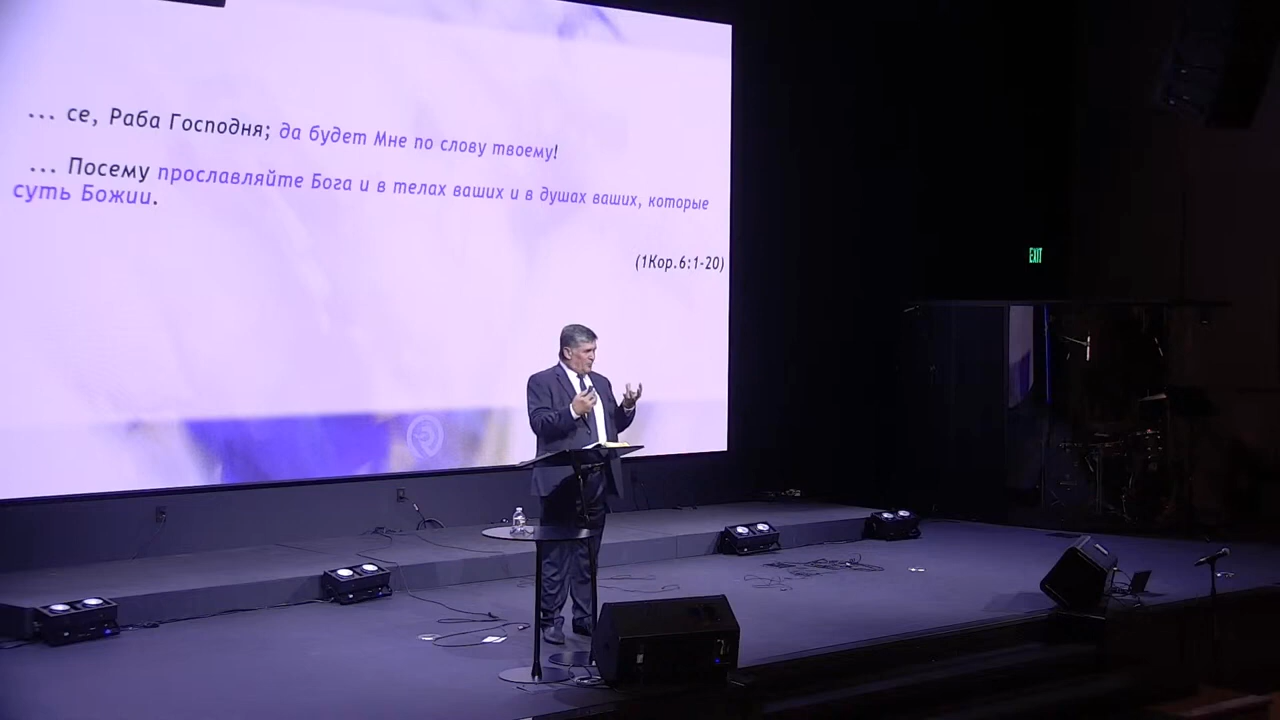 ... се, Раба Господня; да будет Мне по слову твоему!
... Посему прославляйте Бога и в телах ваших и в душах ваших, которые
суть Божии.
(1Кор.6:1-20)
EXIT